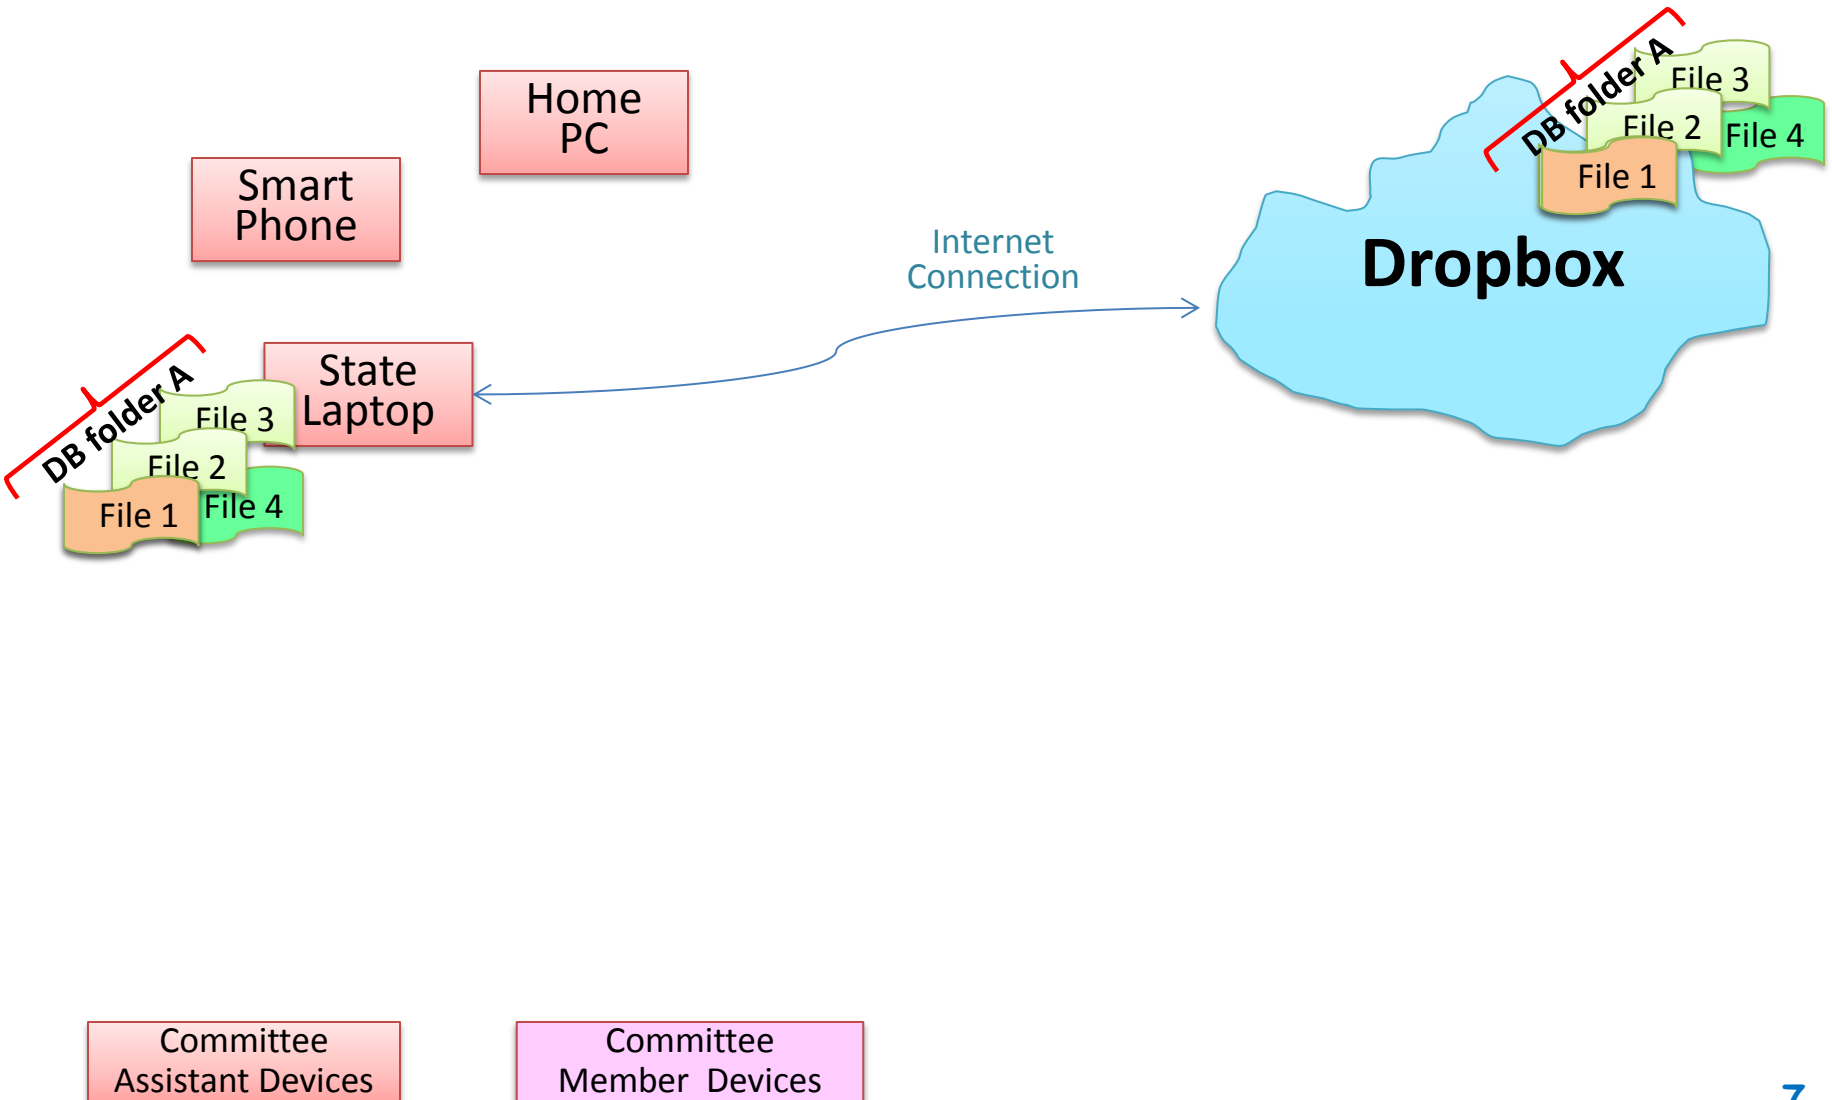 Home
PC
Smart
Phone
DB folder A
File 3
File 2
File 4
File 1
Internet
Connection
Dropbox
State
Laptop
DB folder A
File 3
File 2
File 4
File 1
Committee
Assistant Devices
Committee
Member Devices
7